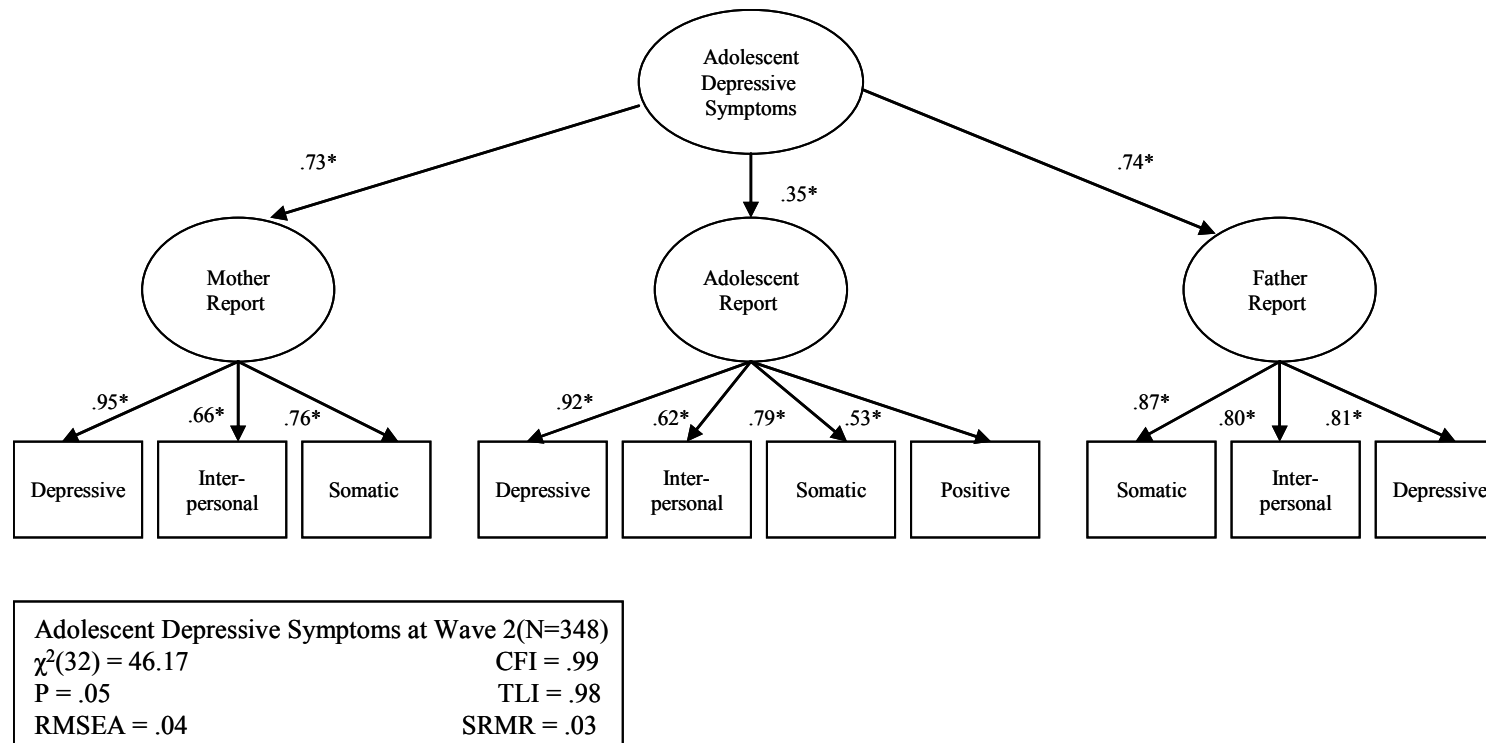 Adolescent
Depressive
Symptoms
.73*
.35*
.74*
Mother
Report
Adolescent
Report
Father
Report
.95*
.66*
.76*
.92*
.62*
.79*
.53*
.87*
.80*
.81*
Depressive
Inter-
personal
Somatic
Depressive
Inter-
personal
Somatic
Positive
Somatic
Inter-
personal
Depressive
Adolescent Depressive Symptoms at Wave 2(N=348)
χ²(32) = 46.17 CFI = .99
P = .05 TLI = .98
RMSEA = .04 SRMR = .03